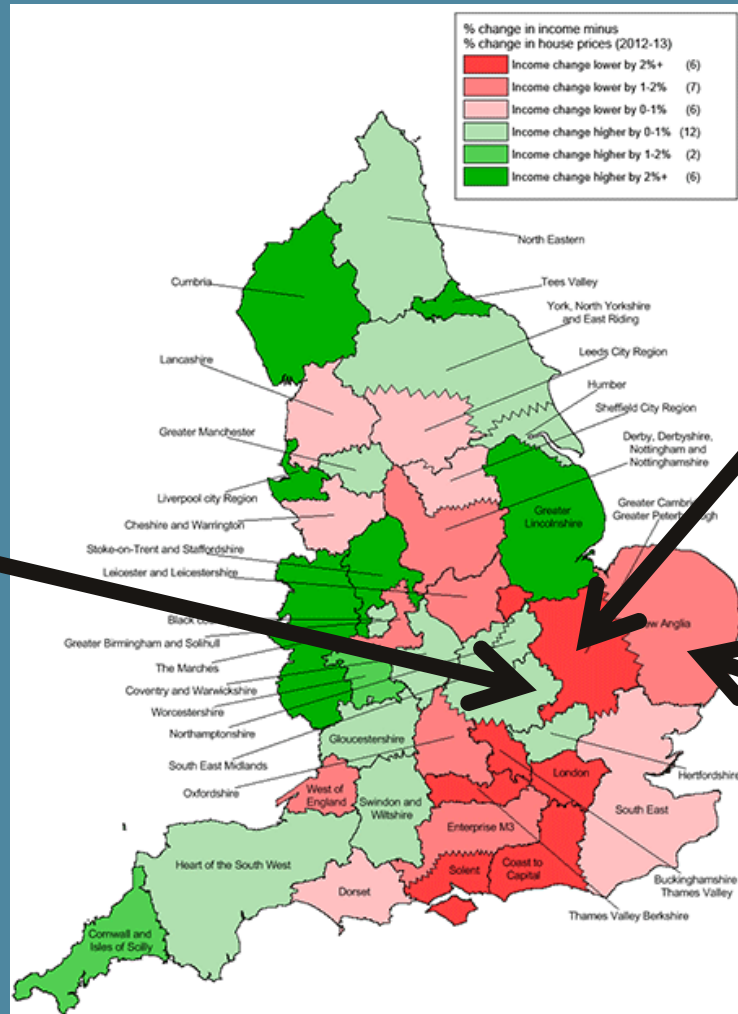 % change in income minus
% change in house prices (2012-13)
Income change lower by 2%+ (6)
Income change lower by 1-2% (7)
Income change lower by 0-1% (6)
Income change higher by 0-1% (12)
Income change higher by 1-2% (2)
Income change higher by 2%+ (6)
North Eastern
Cumbria
Tees Valley
York, North Yorkshire
and East Riding
Lancashire
Leeds City Region
Humber
Greater Manchester
Sheffield City Region
Derby, Derbyshire,
Nottingham and
Nottinghamshire
Liverpool city Region
Greater
Lincolnshire
Greater
Greater
Cheshire and Warrington
Stoke-on-Trent and Staffordshire
Leicester and Leicestershire
Black
Anglia
Greater Birmingham and Solihull
The Marches
Coventry and Warwickshire
Worcestershire
Northamptonshire
Gloucestershire
South East Midlands
Hertfordshire
London
Oxfordshire
West of
England
Swindon and
Wiltshire
South East
Enterprise M3
Heart of the South West
Solent
Coast to
Capital
Buckinghamshire
Thames Valley
Dorset
Thames Valley Berkshire
Cornwall and
Isles of Scilly